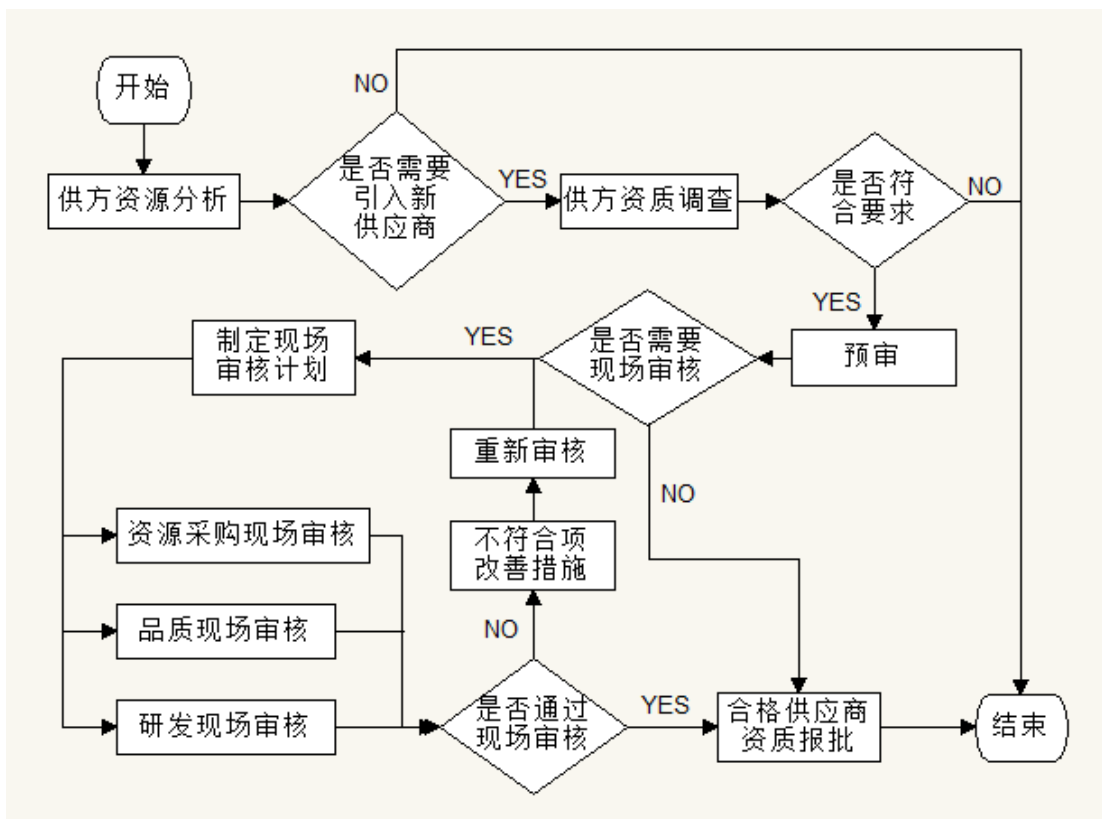 开始
NO
供方资源分析
是否需要
引入新
供应商
YES
供方资质调查
是否符
合要求
NO
YES
制定现场
审核计划
YES
是否需要
现场审核
预审
重新审核
NO
资源采购现场审核
不符合项
改善措施
品质现场审核
NO
研发现场审核
是否通过
现场审核
YES
合格供应商
资质报批
结束